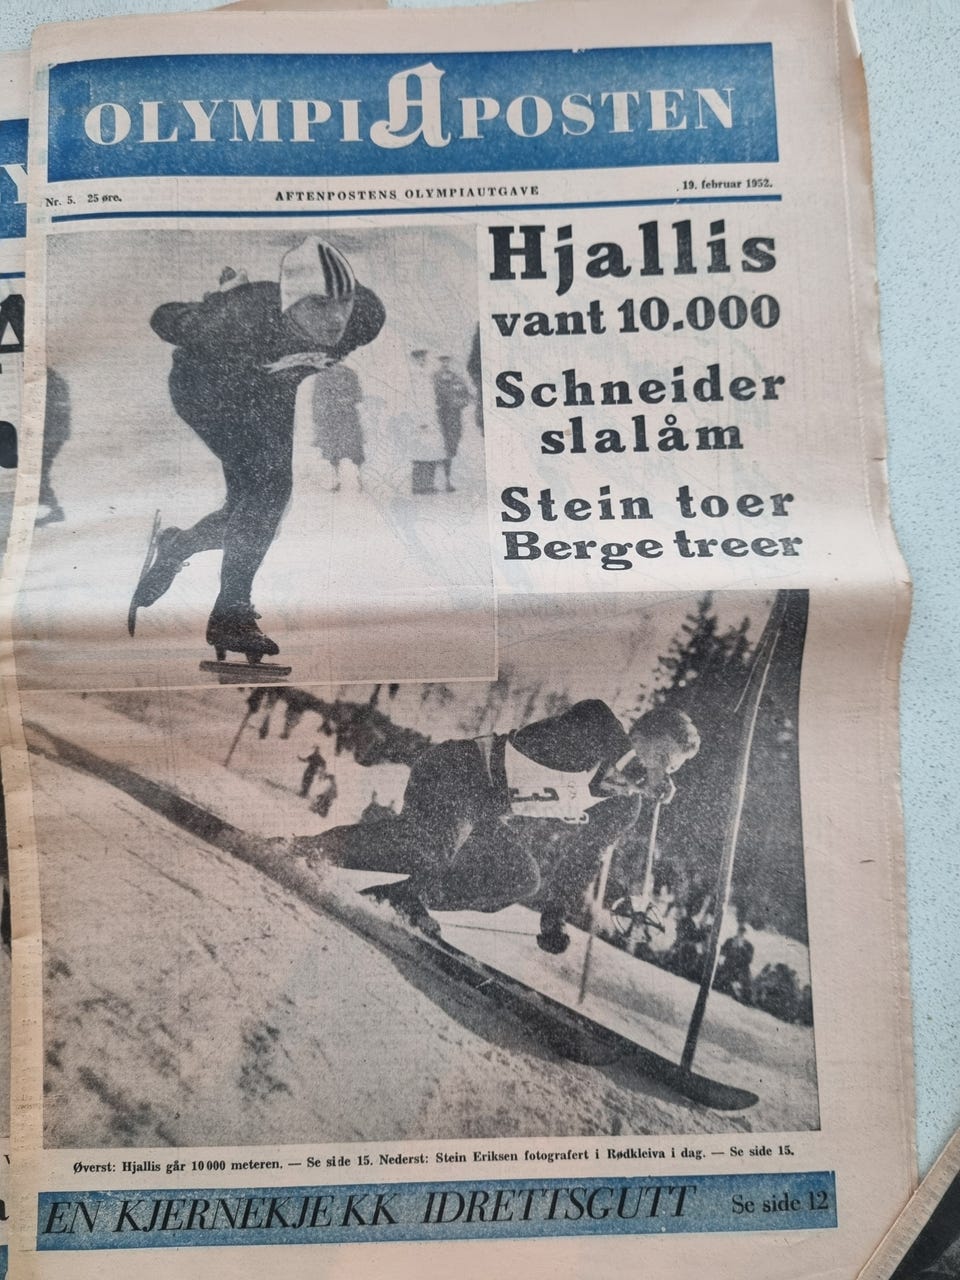 OLYMPIAPOSTEN
Nr. 5. 25 øre.
AFTENPOSTENS OLYMPIAUTGAVE
19. februar 1952.
Hjallis
vant 10.000
Schneider
slalåm
Stein toer
Berge treer
Øverst: Hjallis går 10 000 meteren. — Se side 15. Nederst: Stein Eriksen fotografert i Rødkleiva i dag. — Se side 15.
EN KJERNEKJEKK IDRETTSGUTT Se side 12